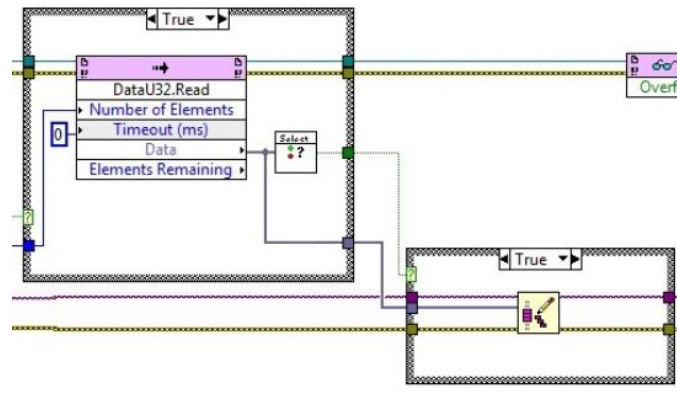 True
DataU32.Read
Number of Elements
0
Timeout (ms)
Data
Select
?
Elements Remaining
?
Overf
?
True